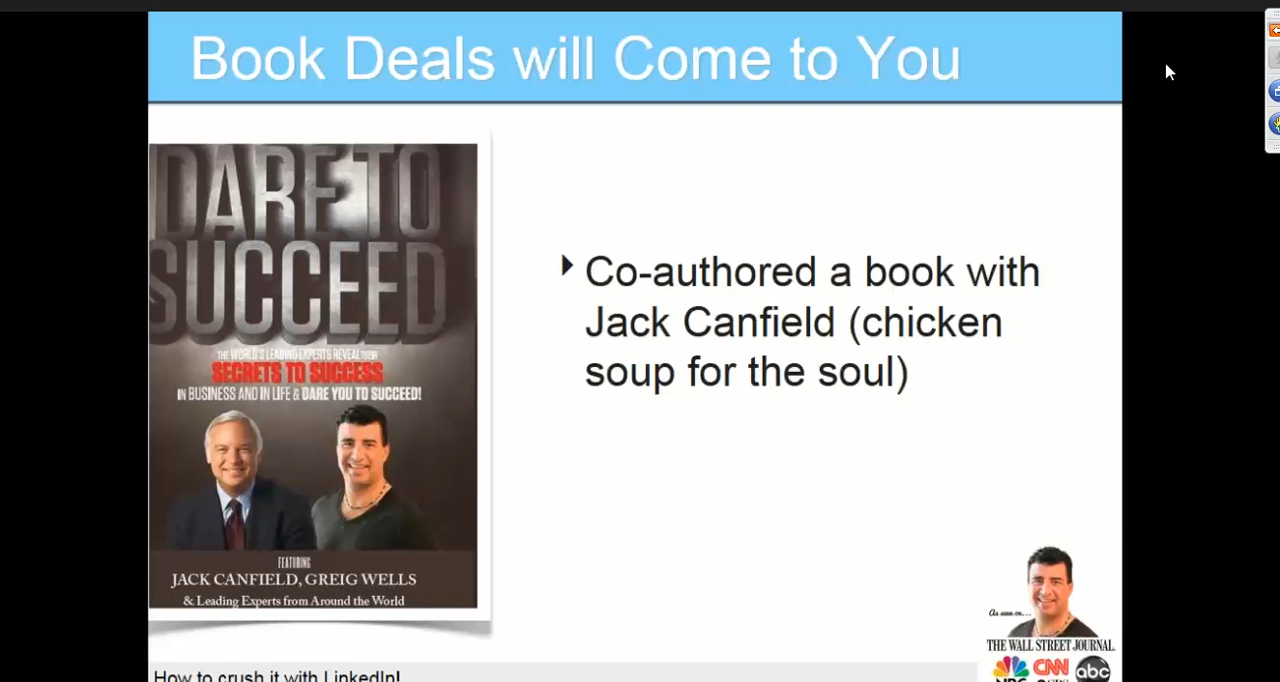 Book Deals will Come to You
DARE TO
SUCCEED
THE WORLD'S LEADING EXPERTS REVEAL THEIR
SECRETS TO SUCCESS
IN BUSINESS AND IN LIFE & DARE YOU TO SUCCEED!
FEATURING
JACK CANFIELD, GREIG WELLS
& Leading Experts from Around the World
Co-authored a book with
Jack Canfield (chicken
soup for the soul)
As seen on...
THE WALL STREET JOURNAL.
NBC CNN abc
CBS
How to crush it with LinkedIn!